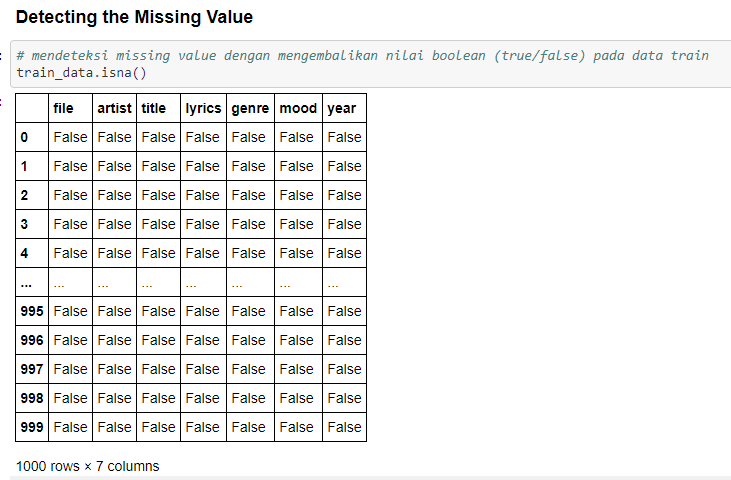 Detecting the Missing Value
# mendeteksi missing value dengan mengembalikan nilai boolean (true/false) pada data train
train_data.isna()
file artist title lyrics genre mood year
0 False False False False False False False
1 False False False False False False False
2 False False False False False False False
3 False False False False False False False
4 False False False False False False False
... ... ... ... ... ... ... ...
995 False False False False False False False
996 False False False False False False False
997 False False False False False False False
998 False False False False False False False
999 False False False False False False False
1000 rows × 7 columns